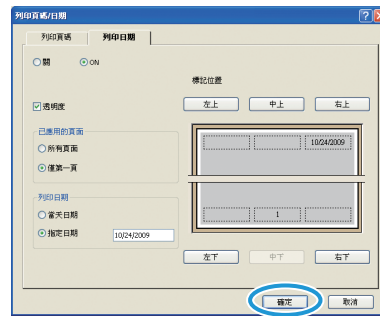 列印頁碼/日期
列印頁碼 列印日期
關 ON
標記位置
透明度 左上 中上 右上
已應用的頁面
所有頁面
僅第一頁
10/24/2009
列印日期
當天日期
指定日期 10/24/2009
1
左下 中下 右下
確定 取消